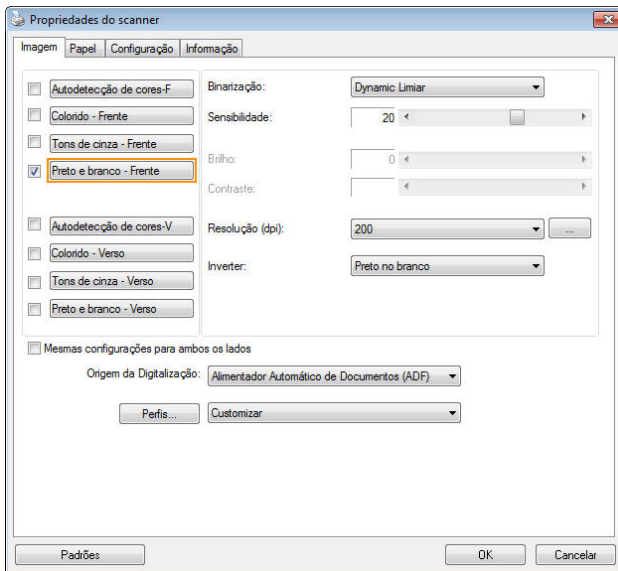 Propriedades do scanner
Imagem Papel Configuração Informação
Autodetecção de cores-F
Colorido - Frente
Tons de cinza - Frente
Preto e branco - Frente
Autodetecção de cores-V
Colorido - Verso
Tons de cinza - Verso
Preto e branco - Verso
Binarização: Dynamic Limiar
Sensibilidade: 20
Brilho: 0
Contraste:
Resolução (dpi): 200 ...
Inverter: Preto no branco
Mesmas configurações para ambos os lados
Origem da Digitalização: Alimentador Automático de Documentos (ADF)
Perfis... Customizar
Padrões OK Cancelar